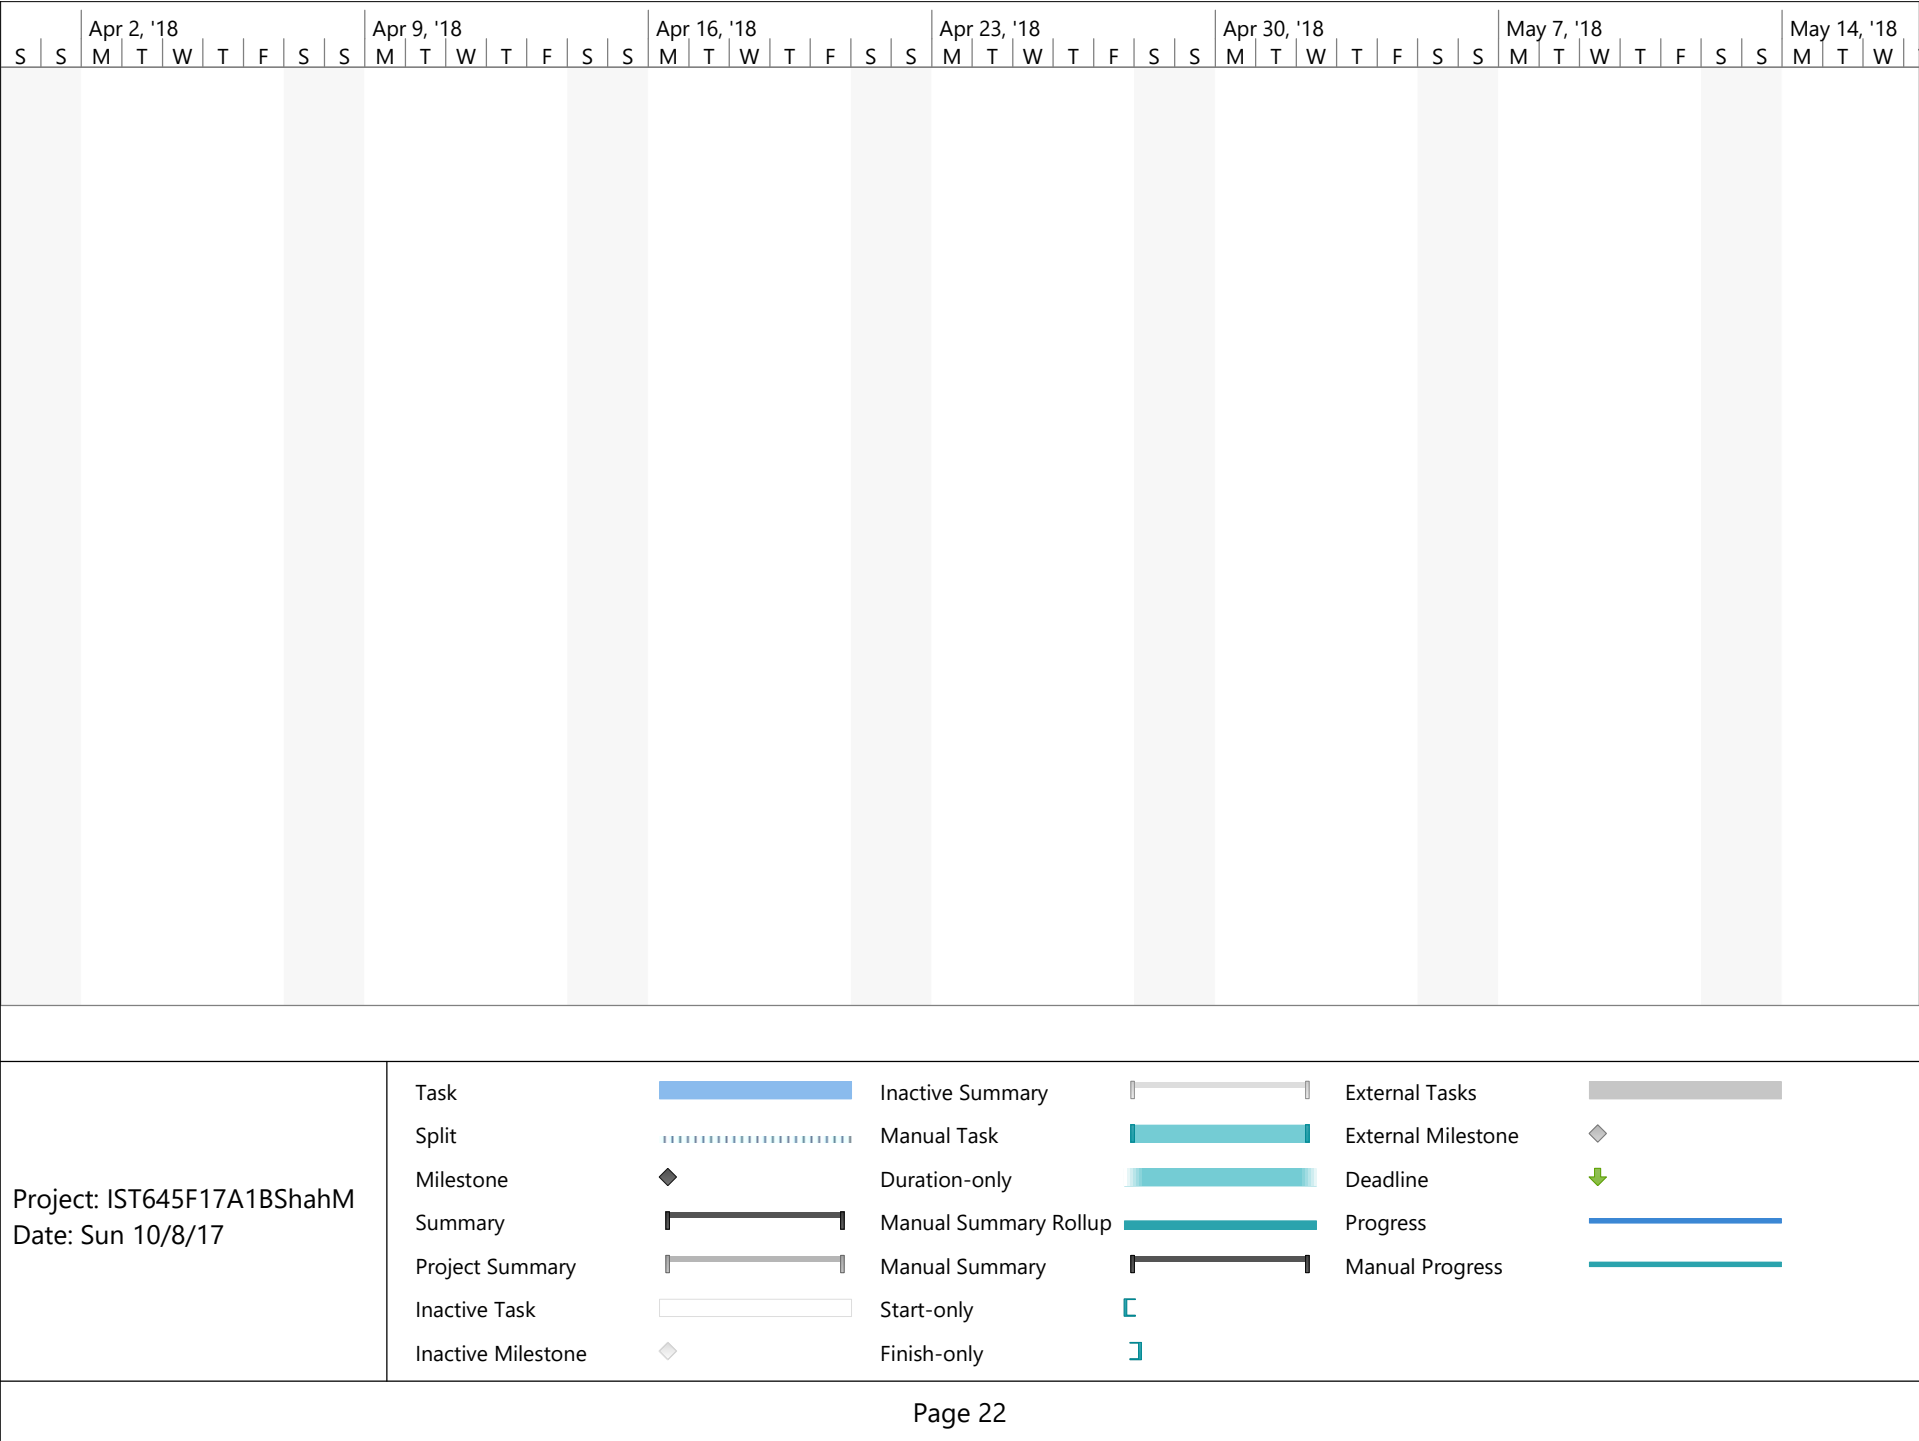 Apr 2, '18 Apr 9, '18 Apr 16, '18 Apr 23, '18 Apr 30, '18 May 7, '18 May 14, '18
S S M T W T F S S M T W T F S S M T W T F S S M T W T F S S M T W T F S S M T W T F S S M T W
Task Inactive Summary External Tasks
Split Manual Task External Milestone
Milestone Duration-only Deadline
Project: IST645F17A1BShahM
Date: Sun 10/8/17
Summary Manual Summary Rollup Progress
Project Summary Manual Summary Manual Progress
Inactive Task Start-only
Inactive Milestone Finish-only
Page 22